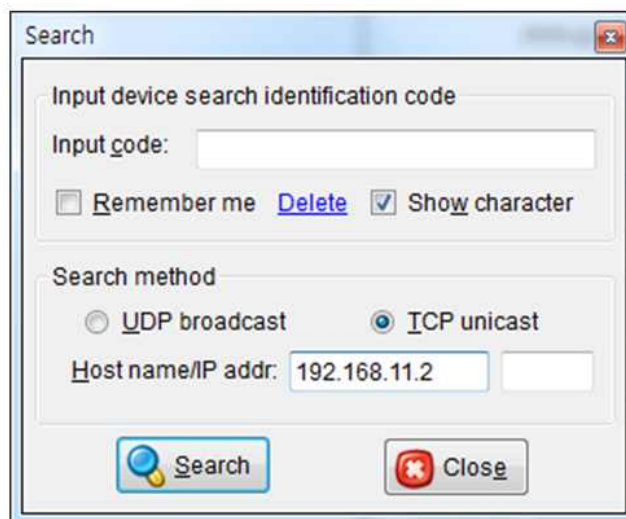 Search
Input device search identification code
Input code:
Remember me Delete Show character
Search method
UDP broadcast TCP unicast
Host name/IP addr: 192.168.11.2
Search Close